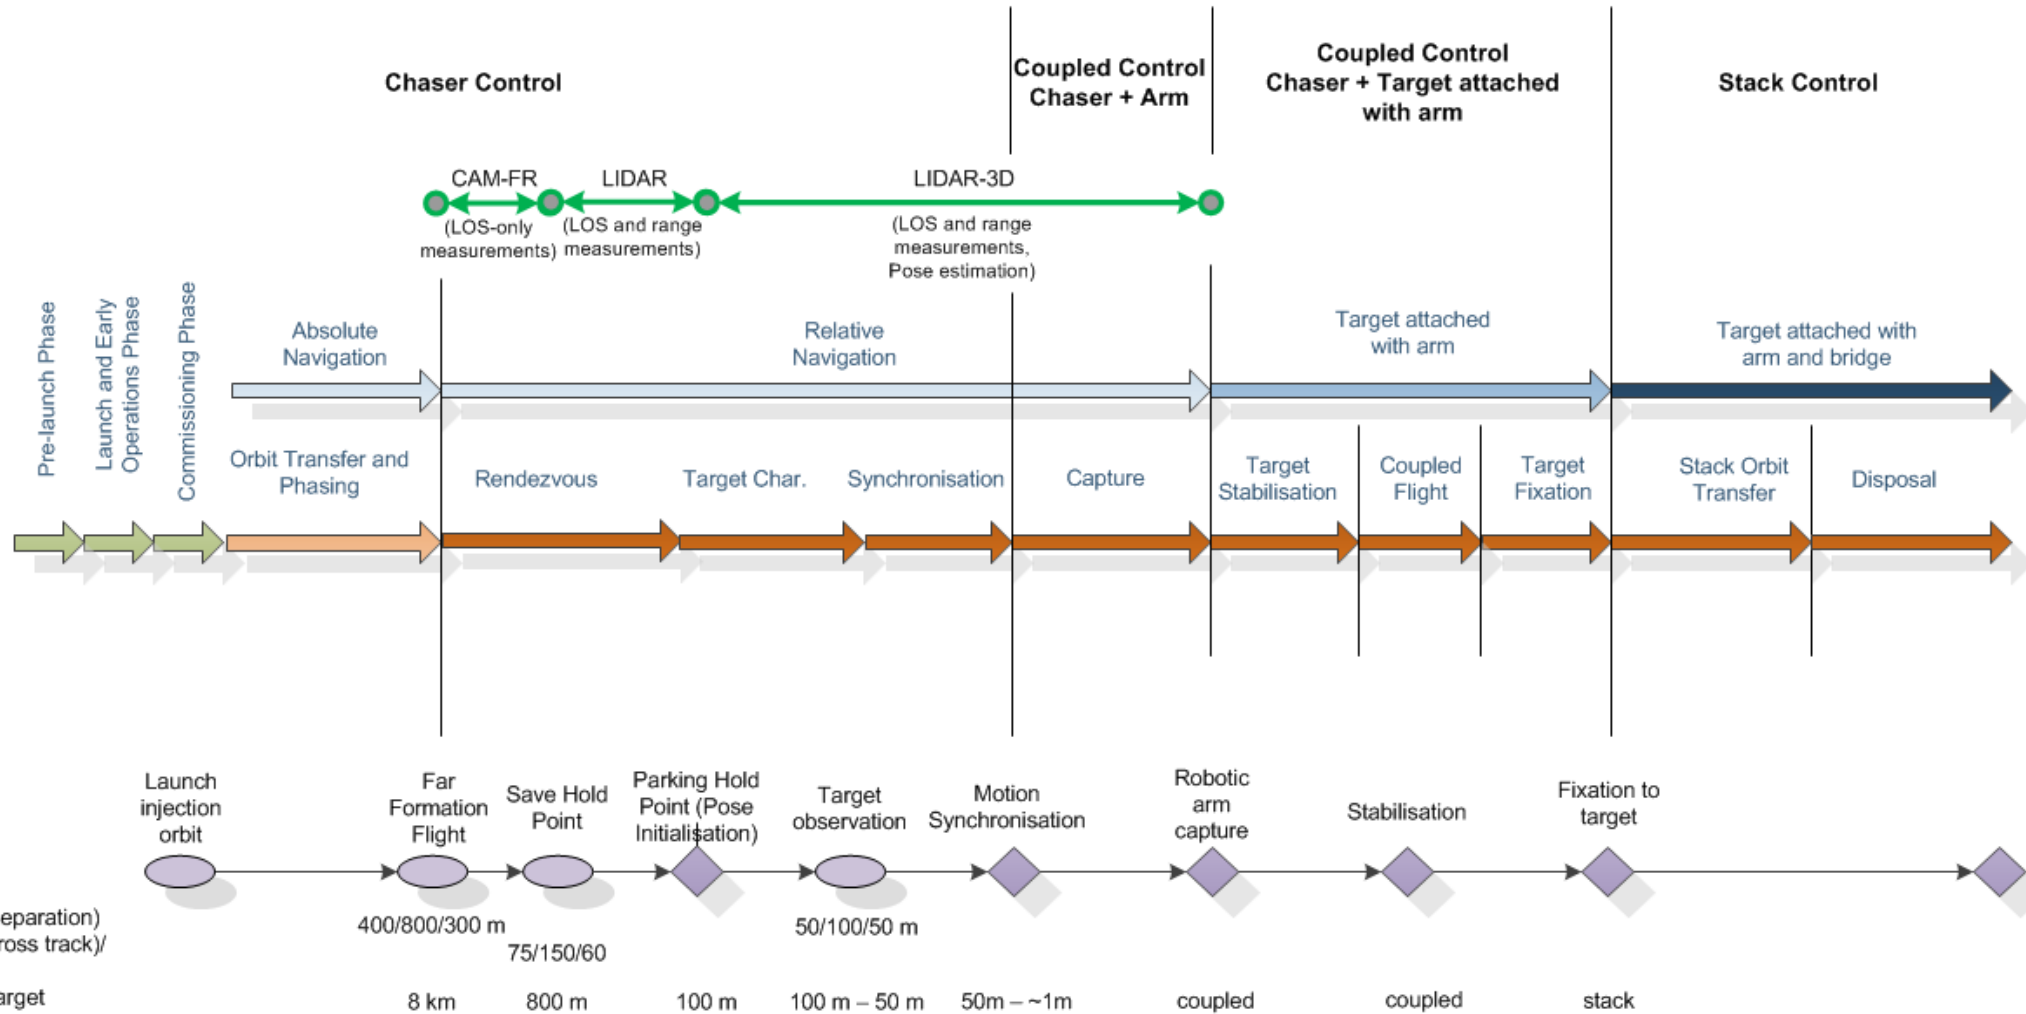 Chaser Control
Coupled Control
Chaser + Arm
Coupled Control
Chaser + Target attached
with arm
Stack Control
CAM-FR
(LOS-only
measurements)
LIDAR
(LOS and range
measurements)
LIDAR-3D
(LOS and range
measurements,
Pose estimation)
Pre-launch Phase
Launch and Early
Operations Phase
Commissioning Phase
Absolute
Navigation
Relative
Navigation
Target attached
with arm
Target attached with
arm and bridge
Orbit Transfer and
Phasing
Rendezvous
Target Char.
Synchronisation
Capture
Target
Stabilisation
Coupled
Flight
Target
Fixation
Stack Orbit
Transfer
Disposal
Launch
injection
orbit
Far
Formation
Flight
Save Hold
Point
Parking Hold
Point (Pose
Initialisation)
Target
observation
Motion
Synchronisation
Robotic
arm
capture
Stabilisation
Fixation to
target
eparation)
ross track)/
400/800/300 m
75/150/60
50/100/50 m
arget
8 km
800 m
100 m
100 m – 50 m
50m – ~1m
coupled
coupled
stack